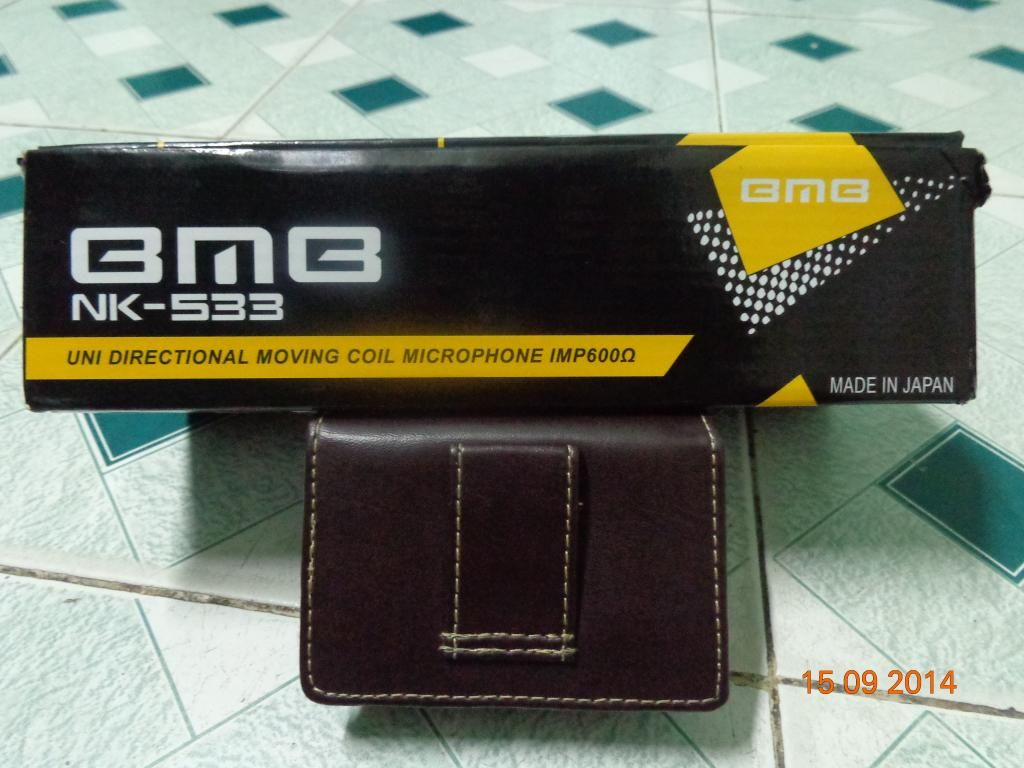 BMB
BMB
NK-533
UNI DIRECTIONAL MOVING COIL MICROPHONE IMP600Ω
MADE IN JAPAN
15 09 2014